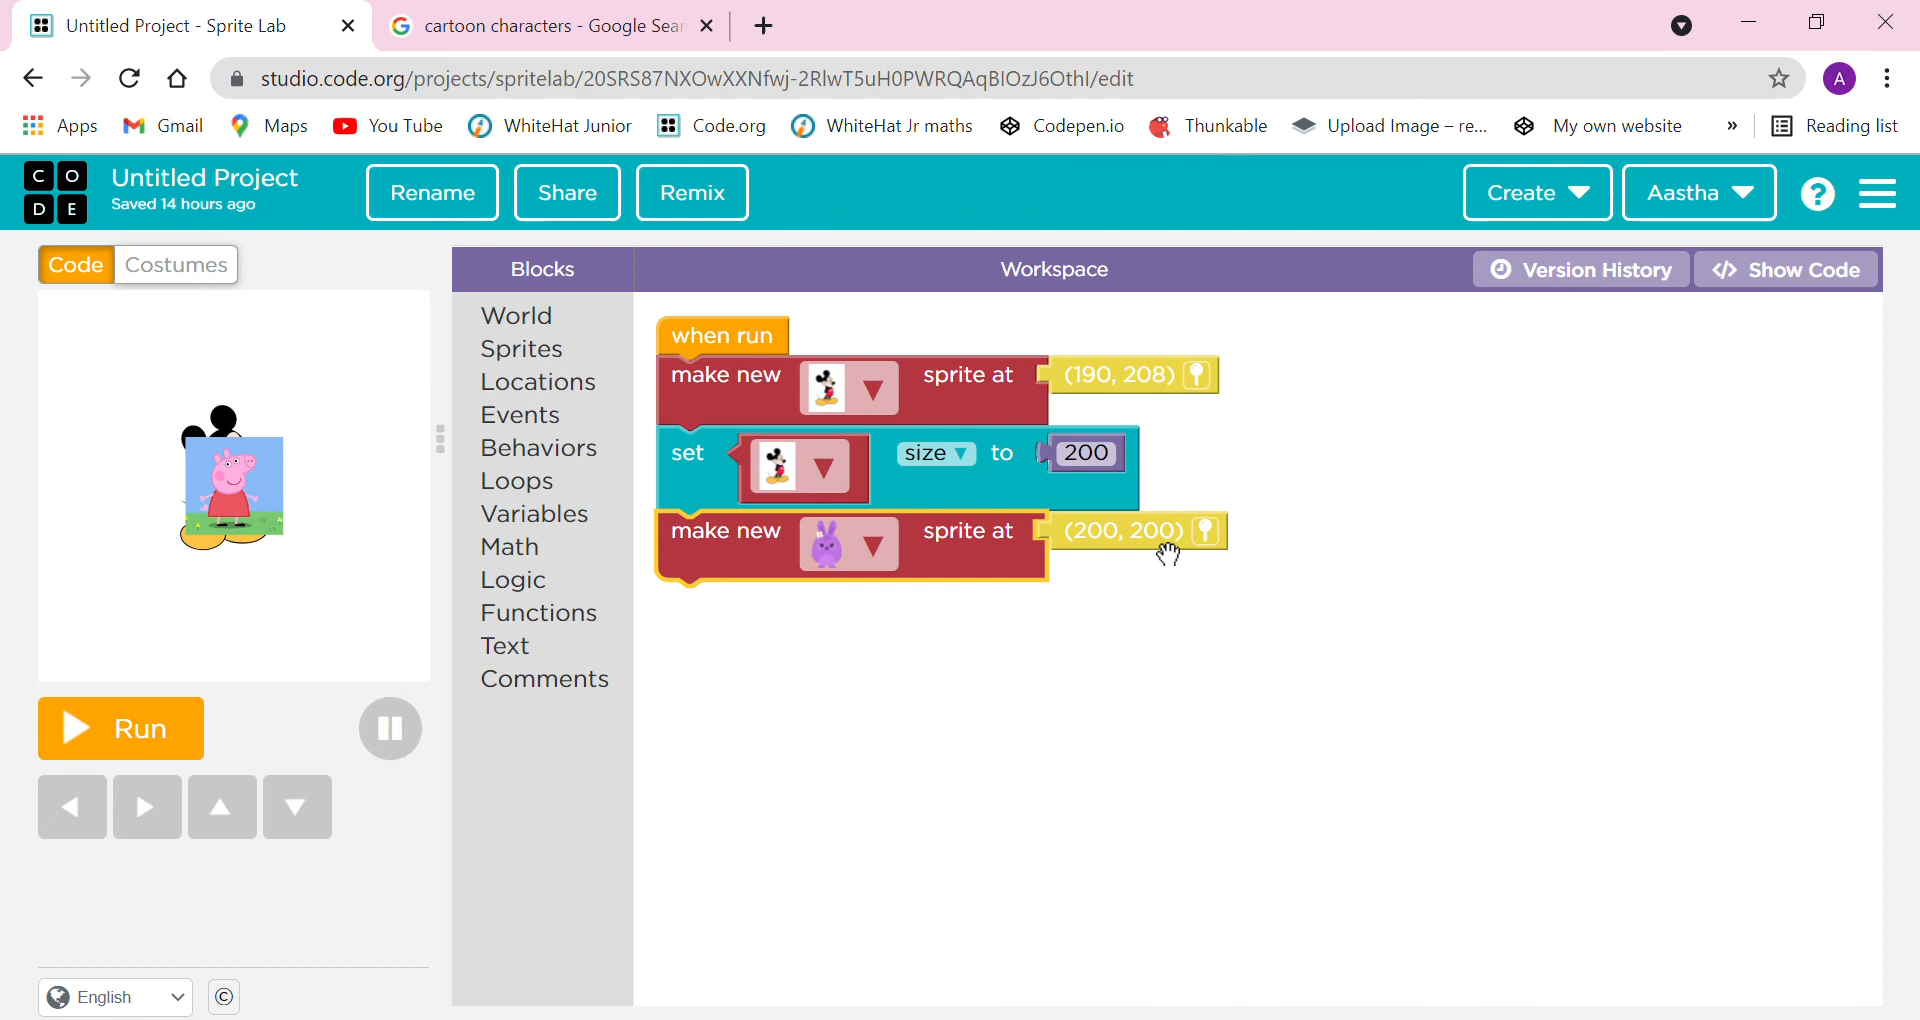 Untitled Project - Sprite Lab
cartoon characters - Google Sear
studio.code.org/projects/spritelab/20SRS87NXOwXXNfwj-2RlwT5uH0PWRQAqBIOzJ6OthI/edit
A
Apps
Gmail
Maps
You Tube
WhiteHat Junior
Code.org
WhiteHat Jr maths
Codepen.io
Thunkable
Upload Image – re...
My own website
»
Reading list
C O
D E
Untitled Project
Saved 14 hours ago
Rename
Share
Remix
Create
Aastha
?
Code
Costumes
Blocks
Workspace
Version History
</> Show Code
World
Sprites
Locations
Events
Behaviors
Loops
Variables
Math
Logic
Functions
Text
Comments
when run
make new sprite at (190, 208)
set size to 200
make new sprite at (200, 200)
Run
English
©